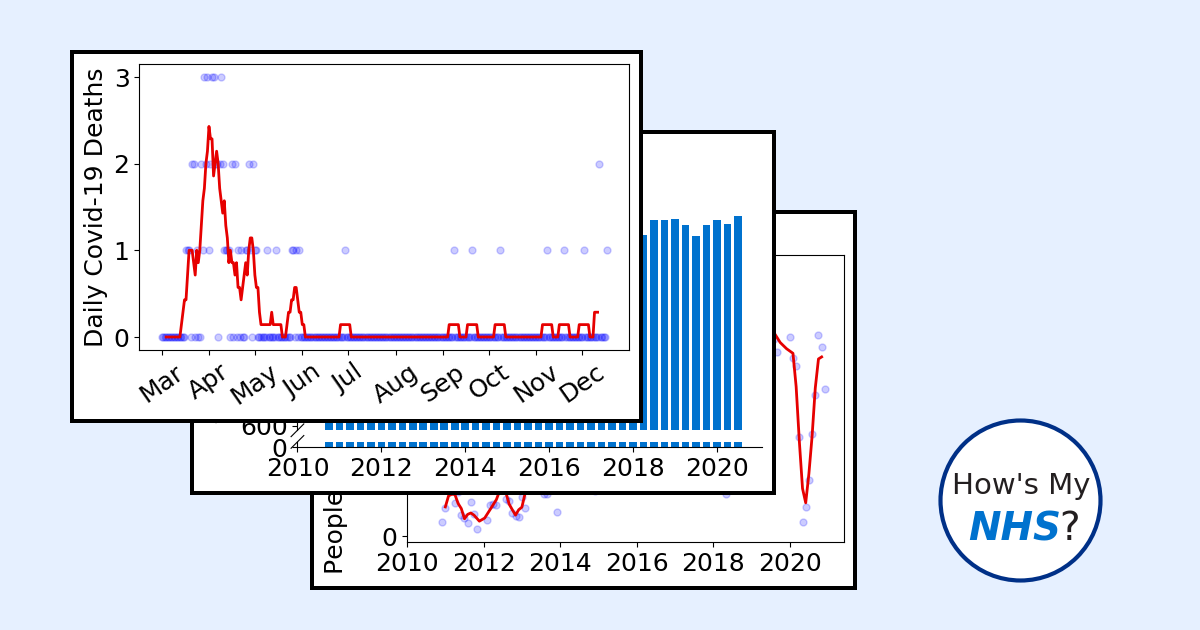 Daily Covid-19 Deaths
3
2
1
0
Mar Apr May Jun Jul Aug Sep Oct Nov Dec
600
0
2010 2012 2014 2016 2018 2020
People
0
2010 2012 2014 2016 2018 2020
How's My
NHS?